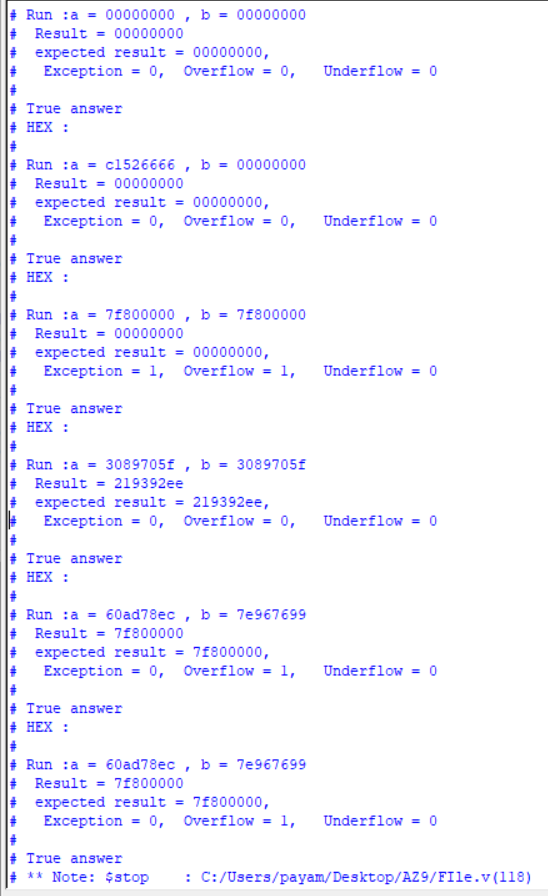 # Run :a = 00000000 , b = 00000000
#  Result = 00000000
#  expected result = 00000000,
#   Exception = 0,  Overflow = 0,   Underflow = 0
#
# True answer
# HEX :
#
# Run :a = c1526666 , b = 00000000
#  Result = 00000000
#  expected result = 00000000,
#   Exception = 0,  Overflow = 0,   Underflow = 0
#
# True answer
# HEX :
#
# Run :a = 7f800000 , b = 7f800000
#  Result = 00000000
#  expected result = 00000000,
#   Exception = 1,  Overflow = 1,   Underflow = 0
#
# True answer
# HEX :
#
# Run :a = 3089705f , b = 3089705f
#  Result = 219392ee
#  expected result = 219392ee,
#   Exception = 0,  Overflow = 0,   Underflow = 0
#
# True answer
# HEX :
#
# Run :a = 60ad78ec , b = 7e967699
#  Result = 7f800000
#  expected result = 7f800000,
#   Exception = 0,  Overflow = 1,   Underflow = 0
#
# True answer
# HEX :
#
# Run :a = 60ad78ec , b = 7e967699
#  Result = 7f800000
#  expected result = 7f800000,
#   Exception = 0,  Overflow = 1,   Underflow = 0
#
# True answer
# ** Note: $stop    : C:/Users/payam/Desktop/AZ9/FIle.v(118)